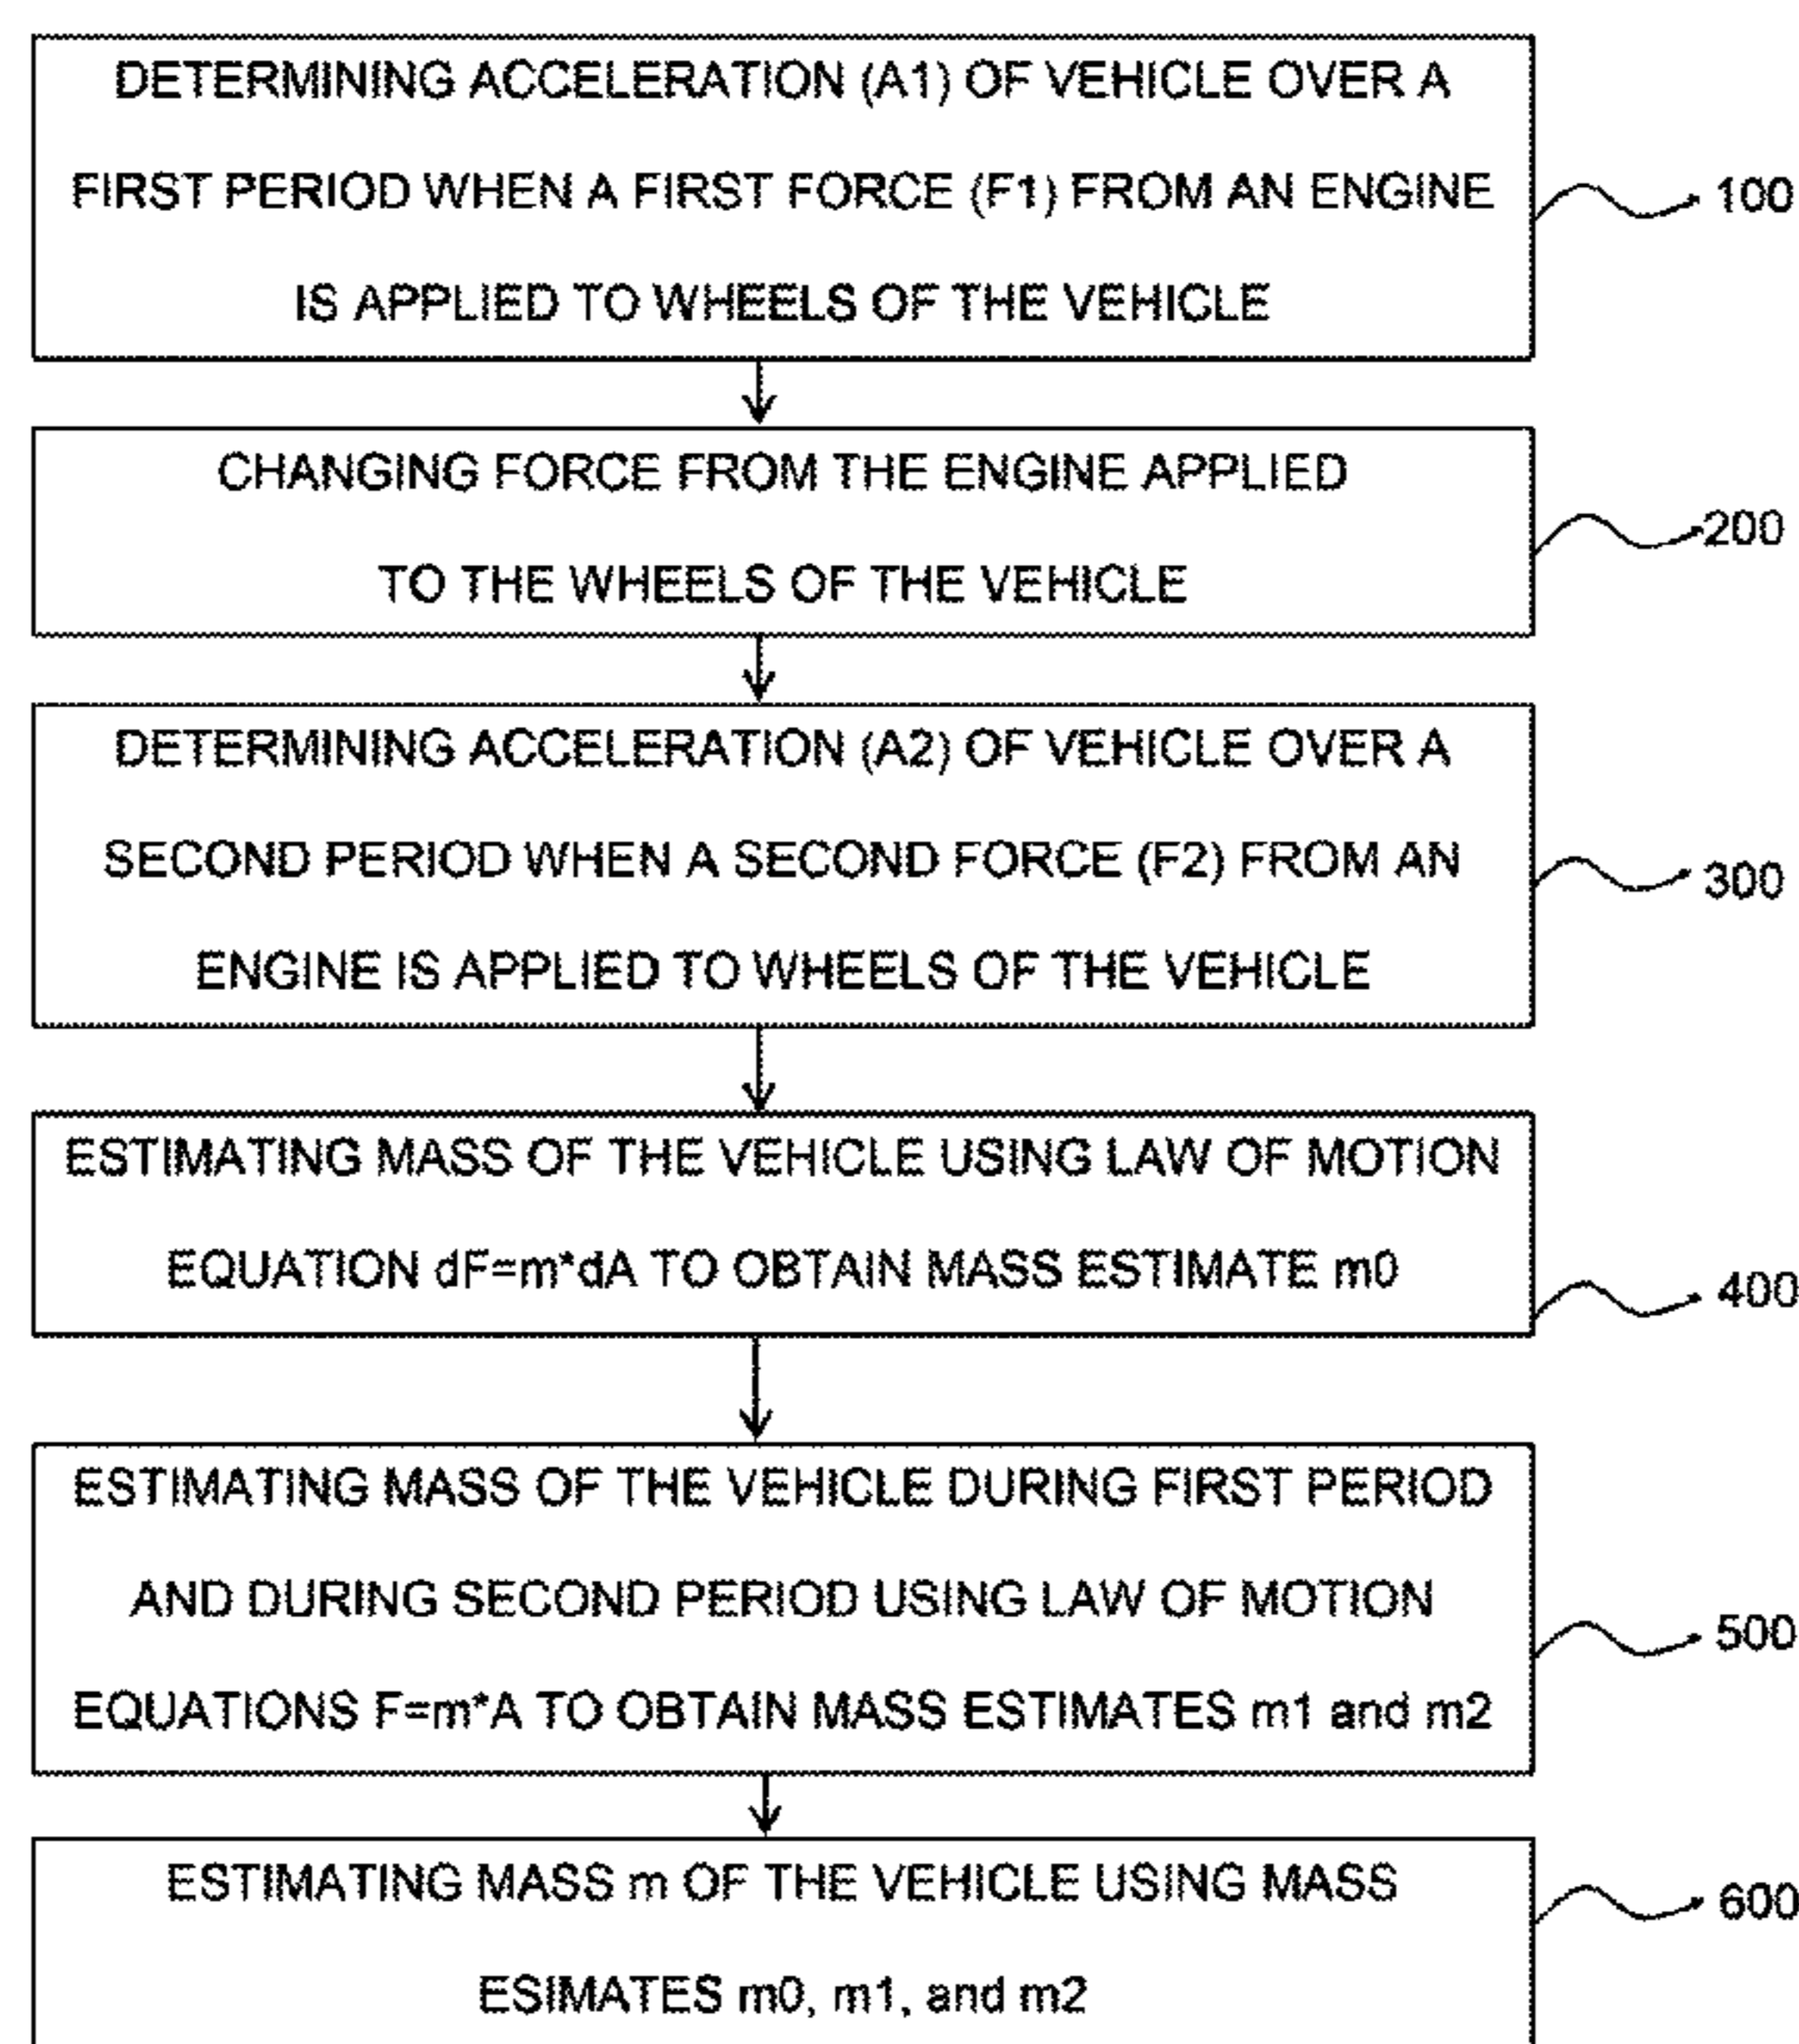 DETERMINING ACCELERATION (A1) OF VEHICLE OVER A
FIRST PERIOD WHEN A FIRST FORCE (F1) FROM AN ENGINE
IS APPLIED TO WHEELS OF THE VEHICLE
100
CHANGING FORCE FROM THE ENGINE APPLIED
TO THE WHEELS OF THE VEHICLE
200
DETERMINING ACCELERATION (A2) OF VEHICLE OVER A
SECOND PERIOD WHEN A SECOND FORCE (F2) FROM AN
ENGINE IS APPLIED TO WHEELS OF THE VEHICLE
300
ESTIMATING MASS OF THE VEHICLE USING LAW OF MOTION
EQUATION dF=m*dA TO OBTAIN MASS ESTIMATE m0
400
ESTIMATING MASS OF THE VEHICLE DURING FIRST PERIOD
AND DURING SECOND PERIOD USING LAW OF MOTION
EQUATIONS F=m*A TO OBTAIN MASS ESTIMATES m1 and m2
500
ESTIMATING MASS m OF THE VEHICLE USING MASS
ESIMATES m0, m1, and m2
600